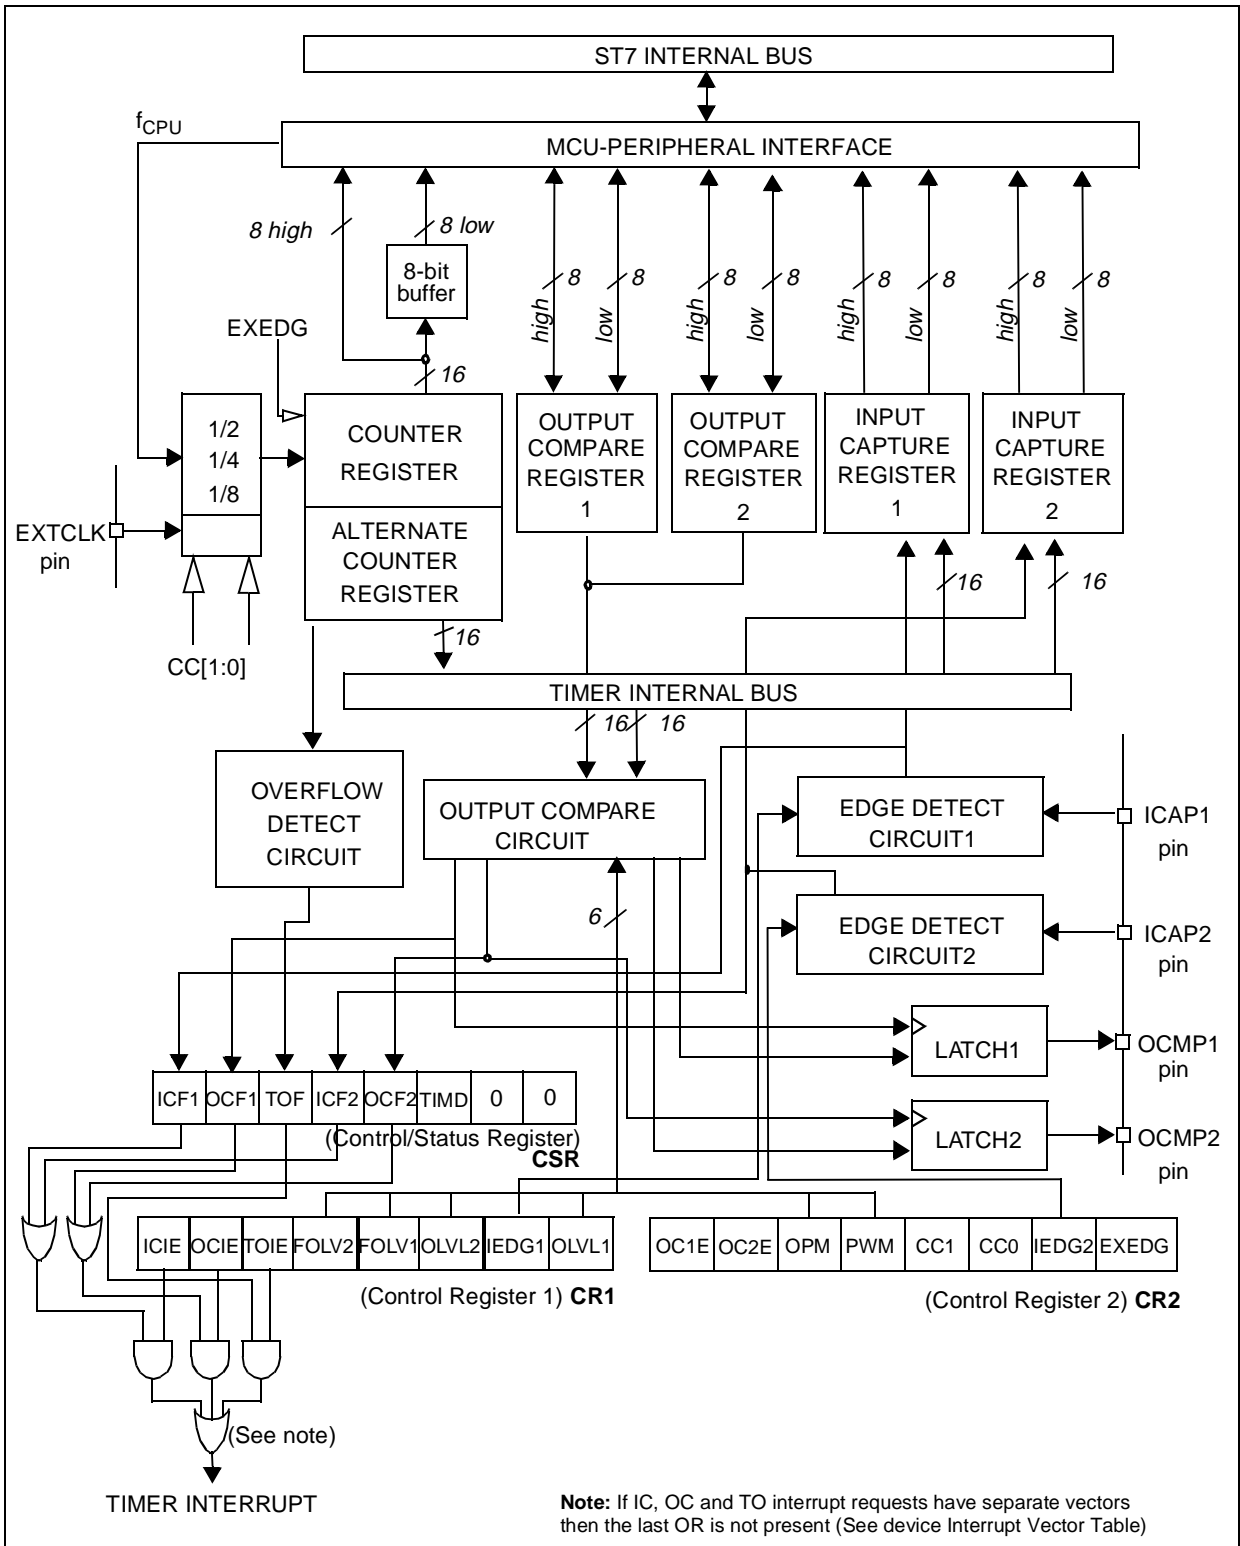 ST7 INTERNAL BUS
fCPU
MCU-PERIPHERAL INTERFACE
8 high
8 low
8-bit
buffer
high
8
low
8
high
8
low
8
high
8
low
8
high
8
low
8
EXEDG
16
1/2
1/4
1/8
COUNTER
REGISTER
OUTPUT
COMPARE
REGISTER
1
OUTPUT
COMPARE
REGISTER
2
INPUT
CAPTURE
REGISTER
1
INPUT
CAPTURE
REGISTER
2
EXTCLK
pin
ALTERNATE
COUNTER
REGISTER
16
16
16
CC[1:0]
TIMER INTERNAL BUS
16
16
OVERFLOW
DETECT
CIRCUIT
OUTPUT COMPARE
CIRCUIT
EDGE DETECT
CIRCUIT1
ICAP1
pin
6
EDGE DETECT
CIRCUIT2
ICAP2
pin
LATCH1
OCMP1
pin
LATCH2
OCMP2
pin
ICF1 OCF1 TOF ICF2 OCF2 TIMD 0 0
(Control/Status Register)
CSR
ICIE OCIE TOIE FOLV2 FOLV1 OLVL2 IEDG1 OLVL1
(Control Register 1) CR1
OC1E OC2E OPM PWM CC1 CC0 IEDG2 EXEDG
(Control Register 2) CR2
(See note)
TIMER INTERRUPT
Note: If IC, OC and TO interrupt requests have separate vectors
then the last OR is not present (See device Interrupt Vector Table)